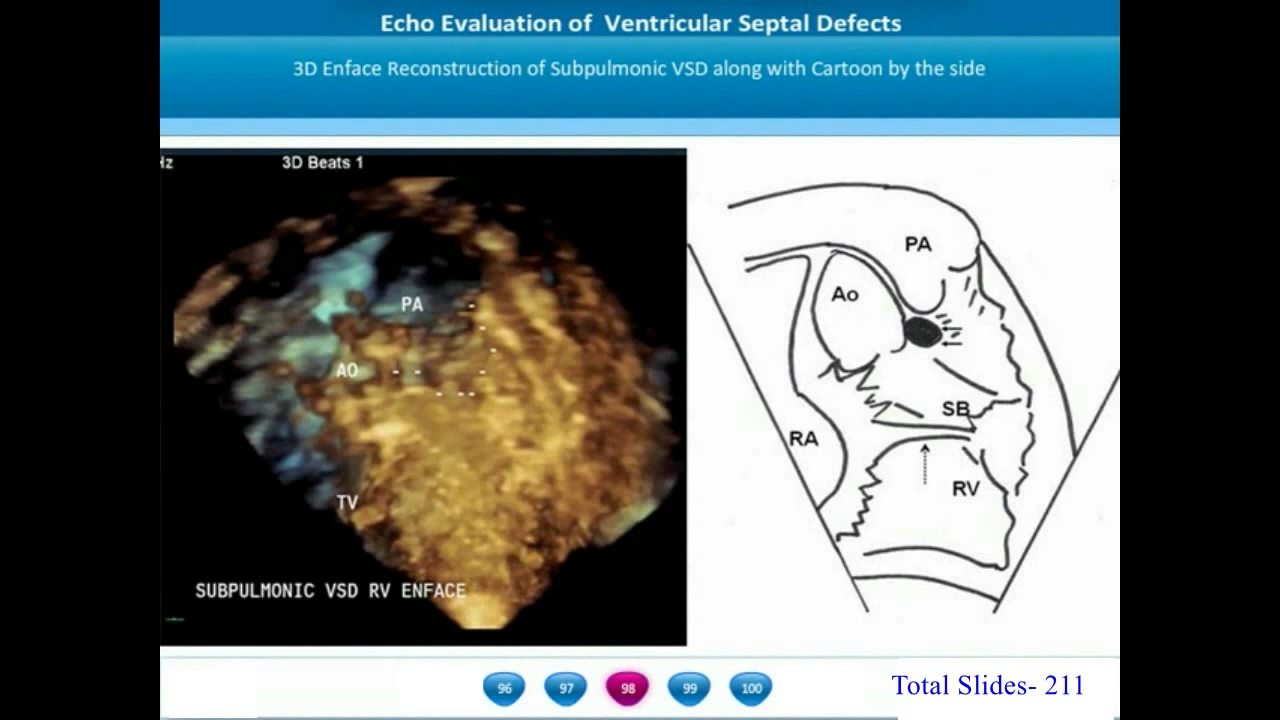 Echo Evaluation of  Ventricular Septal Defects
3D Enface Reconstruction of Subpulmonic VSD along with Cartoon by the side
Hz
3D Beats 1
PA
AO
TV
SUBPULMONIC VSD RV ENFACE
PA
Ao
SB
RA
RV
96
97
98
99
100
Total Slides- 211